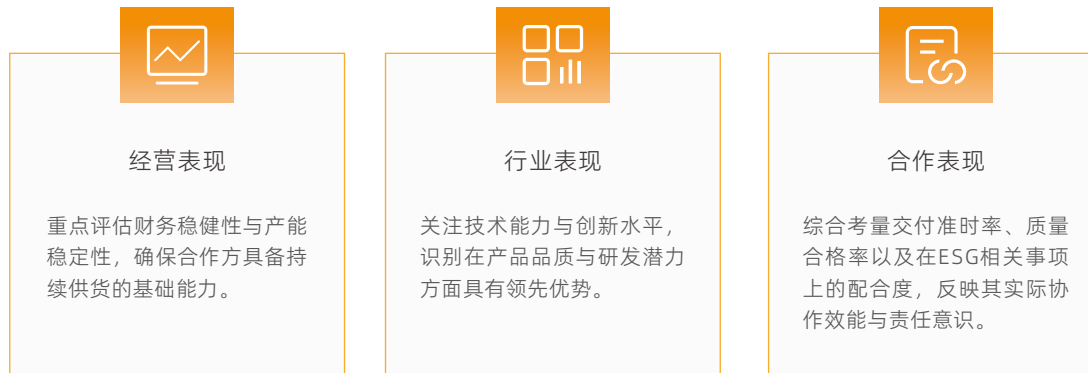 经营表现
重点评估财务稳健性与产能
稳定性，确保合作方具备持
续供货的基础能力。
行业表现
关注技术能力与创新水平，
识别在产品品质与研发潜力
方面具有领先优势。
合作表现
综合考量交付准时率、质量
合格率以及在ESG相关事项
上的配合度，反映其实际协
作效能与责任意识。